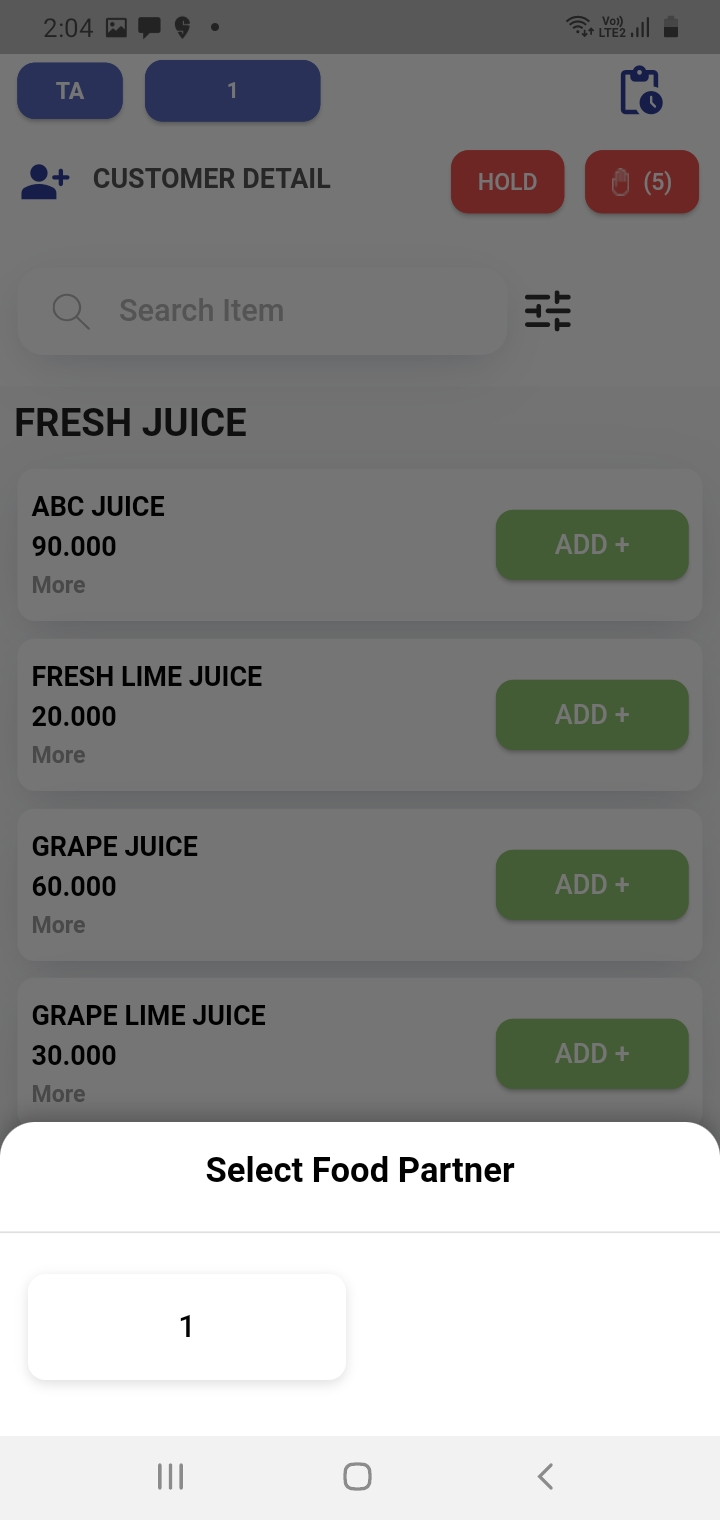 2:04
Vo)) LTE2
TA
1
CUSTOMER DETAIL
HOLD
(5)
Search Item
FRESH JUICE
ABC JUICE
90.000
More
ADD +
FRESH LIME JUICE
20.000
More
ADD +
GRAPE JUICE
60.000
More
ADD +
GRAPE LIME JUICE
30.000
More
ADD +
Select Food Partner
1